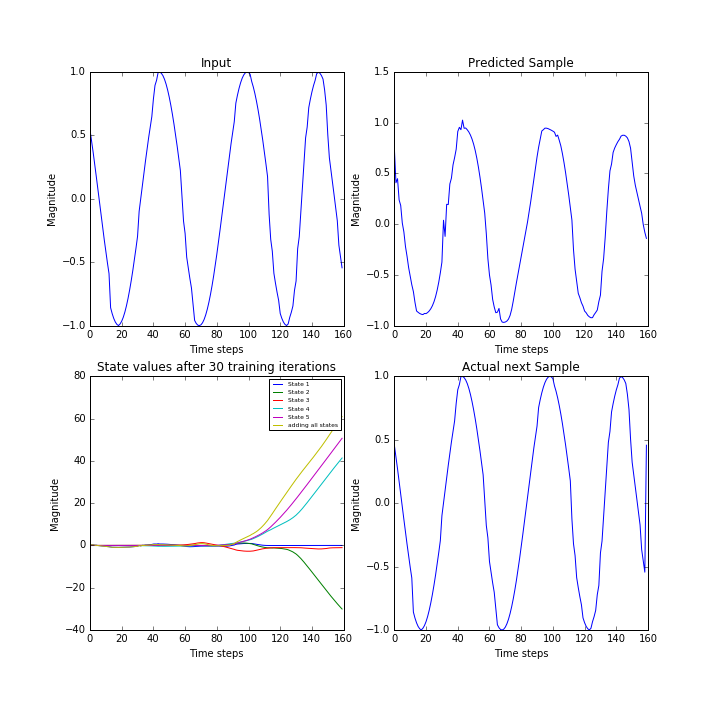 Input
Magnitude
1.0
0.5
0.0
−0.5
−1.0
0 20 40 60 80 100 120 140 160
Time steps
Predicted Sample
Magnitude
1.5
1.0
0.5
0.0
−0.5
−1.0
0 20 40 60 80 100 120 140 160
Time steps
State values after 30 training iterations
Magnitude
80
60
40
20
0
−20
−40
State 1
State 2
State 3
State 4
State 5
adding all states
0 20 40 60 80 100 120 140 160
Time steps
Actual next Sample
Magnitude
1.0
0.5
0.0
−0.5
−1.0
0 20 40 60 80 100 120 140 160
Time steps